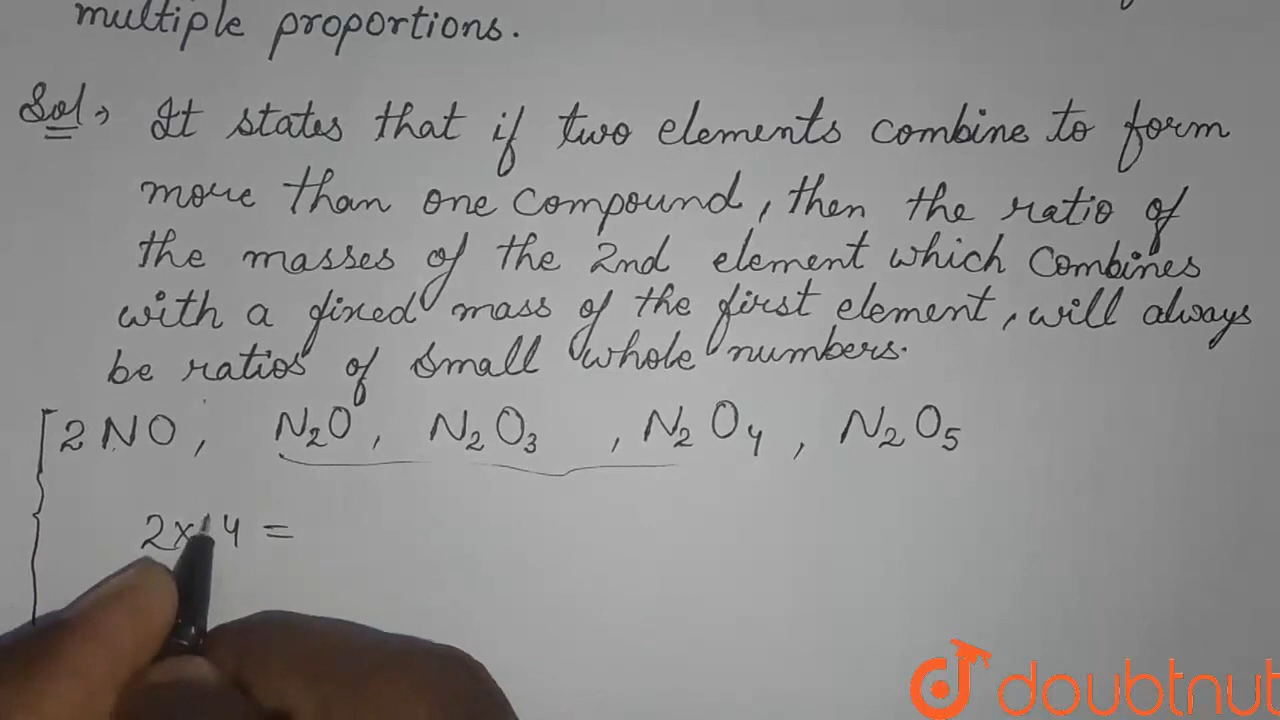 multiple proportions.
Sol⇒ It states that if two elements combine to form
more than one compound, then the ratio of
the masses of the 2nd element which combines
with a fixed mass of the first element, will always
be ratios of small whole numbers.
2NO, N₂O, N₂O₃, N₂O₄, N₂O₅
2×14 =
doubtnut